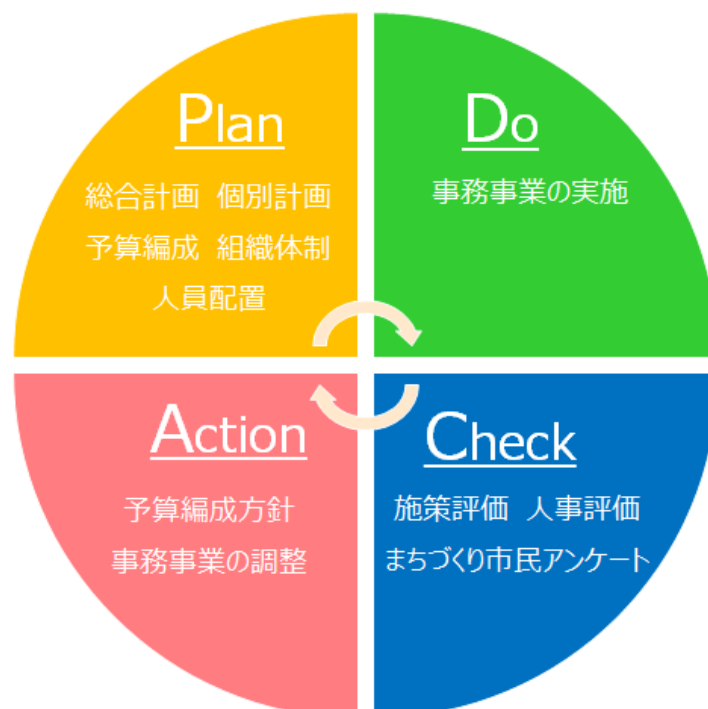 Plan
総合計画 個別計画
予算編成 組織体制
人員配置
Do
事務事業の実施
Action
予算編成方針
事務事業の調整
Check
施策評価 人事評価
まちづくり市民アンケート